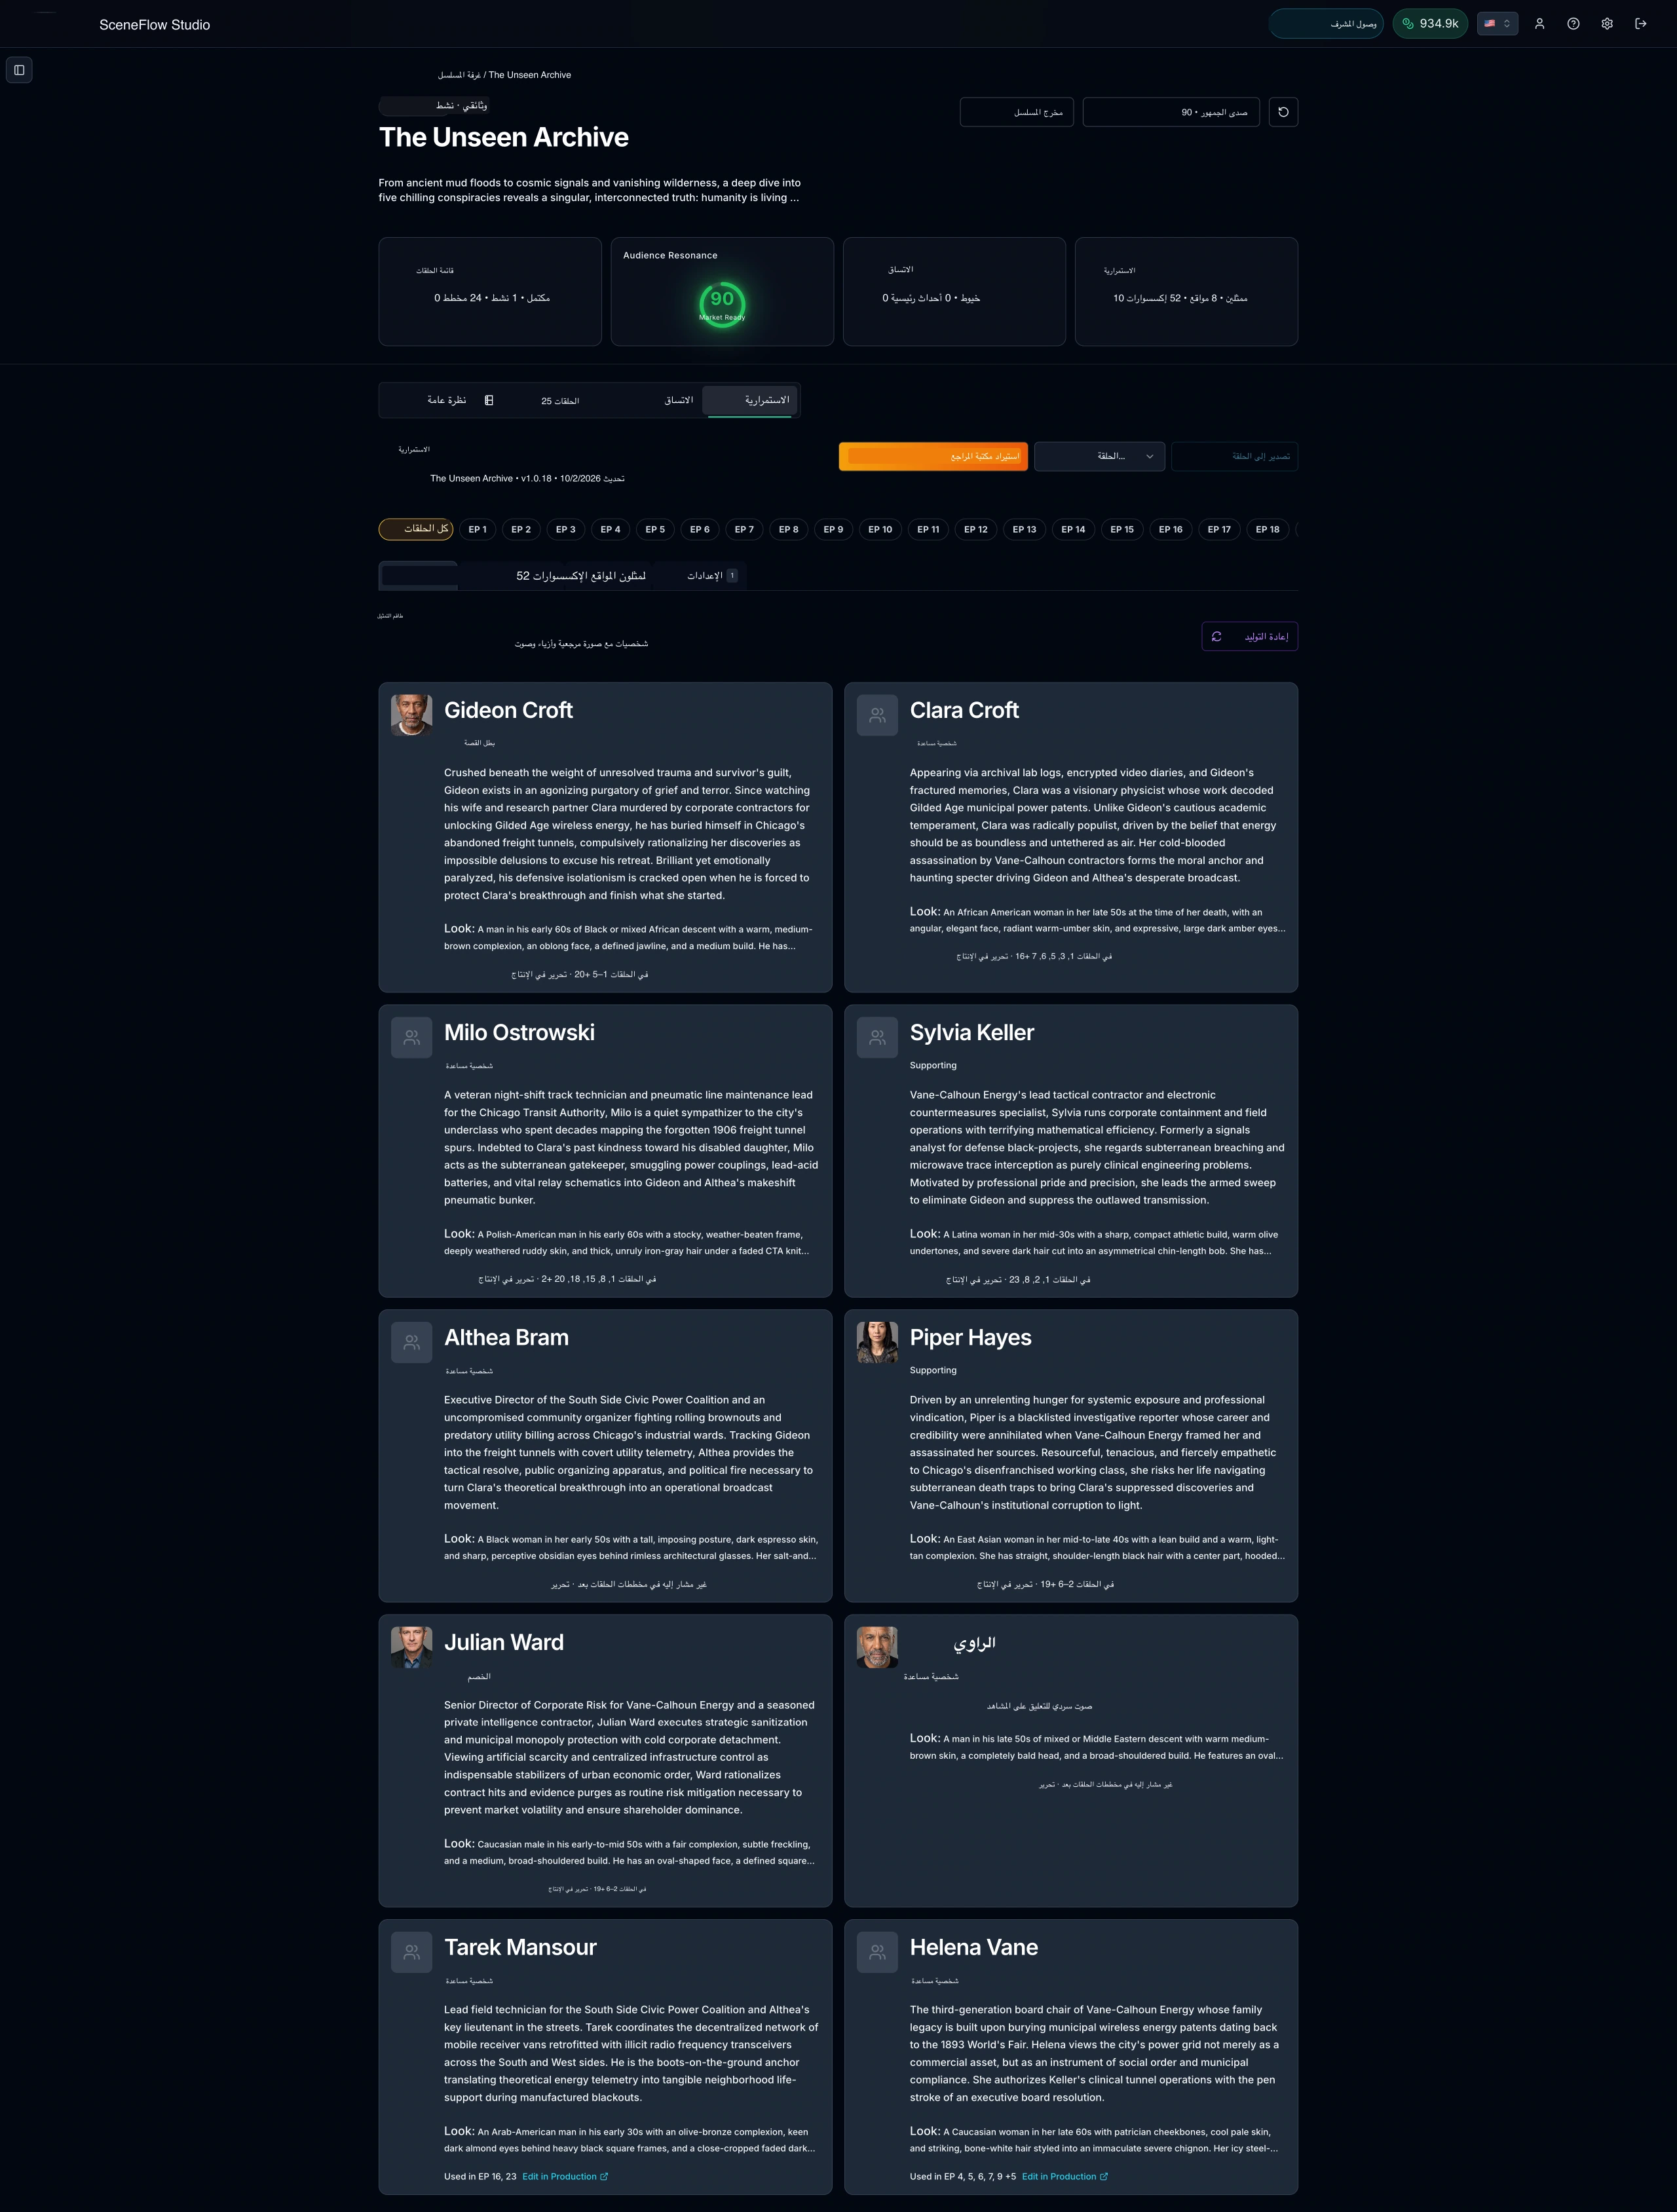 SceneFlow Studio
وصول المشرف
934.9k
غرفة المسلسل / The Unseen Archive
وثائقي · نشط
مخرج المسلسل
صدى الجمهور • 90
The Unseen Archive
From ancient mud floods to cosmic signals and vanishing wilderness, a deep dive into
five chilling conspiracies reveals a singular, interconnected truth: humanity is living ...
قائمة الحلقات
0 مكتمل • 1 نشط • 24 مخطط
Audience Resonance
90
Market Ready
الاتساق
0 خيوط • 0 أحداث رئيسية
الاستمرارية
10 ممثلين • 8 مواقع • 52 إكسسوارات
نظرة عامة
الحلقات 25
الاتساق
الاستمرارية
الاستمرارية
The Unseen Archive • v1.0.18 • تحديث 10/2/2026
استيراد مكتبة المراجع
الحلقة...
تصدير إلى الحلقة
كل الحلقات
EP 1
EP 2
EP 3
EP 4
EP 5
EP 6
EP 7
EP 8
EP 9
EP 10
EP 11
EP 12
EP 13
EP 14
EP 15
EP 16
EP 17
EP 18
لمثلون المواقع الإكسسوارات 52
الإعدادات 1
طاقم التمثيل
شخصيات مع صورة مرجعية وأزياء وصوت
إعادة التوليد
Gideon Croft
بطل القصة
Crushed beneath the weight of unresolved trauma and survivor's guilt,
Gideon exists in an agonizing purgatory of grief and terror. Since watching
his wife and research partner Clara murdered by corporate contractors for
unlocking Gilded Age wireless energy, he has buried himself in Chicago's
abandoned freight tunnels, compulsively rationalizing her discoveries as
impossible delusions to excuse his retreat. Brilliant yet emotionally
paralyzed, his defensive isolationism is cracked open when he is forced to
protect Clara's breakthrough and finish what she started.
Look: A man in his early 60s of Black or mixed African descent with a warm, medium-
brown complexion, an oblong face, a defined jawline, and a medium build. He has...
في الحلقات 1–5 +20 · تحرير في الإنتاج
Clara Croft
شخصية مساعدة
Appearing via archival lab logs, encrypted video diaries, and Gideon's
fractured memories, Clara was a visionary physicist whose work decoded
Gilded Age municipal power patents. Unlike Gideon's cautious academic
temperament, Clara was radically populist, driven by the belief that energy
should be as boundless and untethered as air. Her cold-blooded
assassination by Vane-Calhoun contractors forms the moral anchor and
haunting specter driving Gideon and Althea's desperate broadcast.
Look: An African American woman in her late 50s at the time of her death, with an
angular, elegant face, radiant warm-umber skin, and expressive, large dark amber eyes...
في الحلقات 1, 3, 5, 6, 7 +16 · تحرير في الإنتاج
Milo Ostrowski
شخصية مساعدة
A veteran night-shift track technician and pneumatic line maintenance lead
for the Chicago Transit Authority, Milo is a quiet sympathizer to the city's
underclass who spent decades mapping the forgotten 1906 freight tunnel
spurs. Indebted to Clara's past kindness toward his disabled daughter, Milo
acts as the subterranean gatekeeper, smuggling power couplings, lead-acid
batteries, and vital relay schematics into Gideon and Althea's makeshift
pneumatic bunker.
Look: A Polish-American man in his early 60s with a stocky, weather-beaten frame,
deeply weathered ruddy skin, and thick, unruly iron-gray hair under a faded CTA knit...
في الحلقات 1, 8, 15, 18, 20 +2 · تحرير في الإنتاج
Sylvia Keller
Supporting
Vane-Calhoun Energy's lead tactical contractor and electronic
countermeasures specialist, Sylvia runs corporate containment and field
operations with terrifying mathematical efficiency. Formerly a signals
analyst for defense black-projects, she regards subterranean breaching and
microwave trace interception as purely clinical engineering problems.
Motivated by professional pride and precision, she leads the armed sweep
to eliminate Gideon and suppress the outlawed transmission.
Look: A Latina woman in her mid-30s with a sharp, compact athletic build, warm olive
undertones, and severe dark hair cut into an asymmetrical chin-length bob. She has...
في الحلقات 1, 2, 8, 23 · تحرير في الإنتاج
Althea Bram
شخصية مساعدة
Executive Director of the South Side Civic Power Coalition and an
uncompromised community organizer fighting rolling brownouts and
predatory utility billing across Chicago's industrial wards. Tracking Gideon
into the freight tunnels with covert utility telemetry, Althea provides the
tactical resolve, public organizing apparatus, and political fire necessary to
turn Clara's theoretical breakthrough into an operational broadcast
movement.
Look: A Black woman in her early 50s with a tall, imposing posture, dark espresso skin,
and sharp, perceptive obsidian eyes behind rimless architectural glasses. Her salt-and...
غير مشار إليه في مخططات الحلقات بعد · تحرير
Piper Hayes
Supporting
Driven by an unrelenting hunger for systemic exposure and professional
vindication, Piper is a blacklisted investigative reporter whose career and
credibility were annihilated when Vane-Calhoun Energy framed her and
assassinated her sources. Resourceful, tenacious, and fiercely empathetic
to Chicago's disenfranchised working class, she risks her life navigating
subterranean death traps to bring Clara's suppressed discoveries and
Vane-Calhoun's institutional corruption to light.
Look: An East Asian woman in her mid-to-late 40s with a lean build and a warm, light-
tan complexion. She has straight, shoulder-length black hair with a center part, hooded...
في الحلقات 2–6 +19 · تحرير في الإنتاج
Julian Ward
الخصم
Senior Director of Corporate Risk for Vane-Calhoun Energy and a seasoned
private intelligence contractor, Julian Ward executes strategic sanitization
and municipal monopoly protection with cold corporate detachment.
Viewing artificial scarcity and centralized infrastructure control as
indispensable stabilizers of urban economic order, Ward rationalizes
contract hits and evidence purges as routine risk mitigation necessary to
prevent market volatility and ensure shareholder dominance.
Look: Caucasian male in his early-to-mid 50s with a fair complexion, subtle freckling,
and a medium, broad-shouldered build. He has an oval-shaped face, a defined square...
في الحلقات 2–6 +19 · تحرير في الإنتاج
الراوي
شخصية مساعدة
صوت سردي للتعليق على المشاهد
Look: A man in his late 50s of mixed or Middle Eastern descent with warm medium-
brown skin, a completely bald head, and a broad-shouldered build. He features an oval...
غير مشار إليه في مخططات الحلقات بعد · تحرير
Tarek Mansour
شخصية مساعدة
Lead field technician for the South Side Civic Power Coalition and Althea's
key lieutenant in the streets. Tarek coordinates the decentralized network of
mobile receiver vans retrofitted with illicit radio frequency transceivers
across the South and West sides. He is the boots-on-the-ground anchor
translating theoretical energy telemetry into tangible neighborhood life-
support during manufactured blackouts.
Look: An Arab-American man in his early 30s with an olive-bronze complexion, keen
dark almond eyes behind heavy black square frames, and a close-cropped faded dark...
Used in EP 16, 23 Edit in Production
Helena Vane
شخصية مساعدة
The third-generation board chair of Vane-Calhoun Energy whose family
legacy is built upon burying municipal wireless energy patents dating back
to the 1893 World's Fair. Helena views the city's power grid not merely as a
commercial asset, but as an instrument of social order and municipal
compliance. She authorizes Keller's clinical tunnel operations with the pen
stroke of an executive board resolution.
Look: A Caucasian woman in her late 60s with patrician cheekbones, cool pale skin,
and striking, bone-white hair styled into an immaculate severe chignon. Her icy steel-...
Used in EP 4, 5, 6, 7, 9 +5 Edit in Production